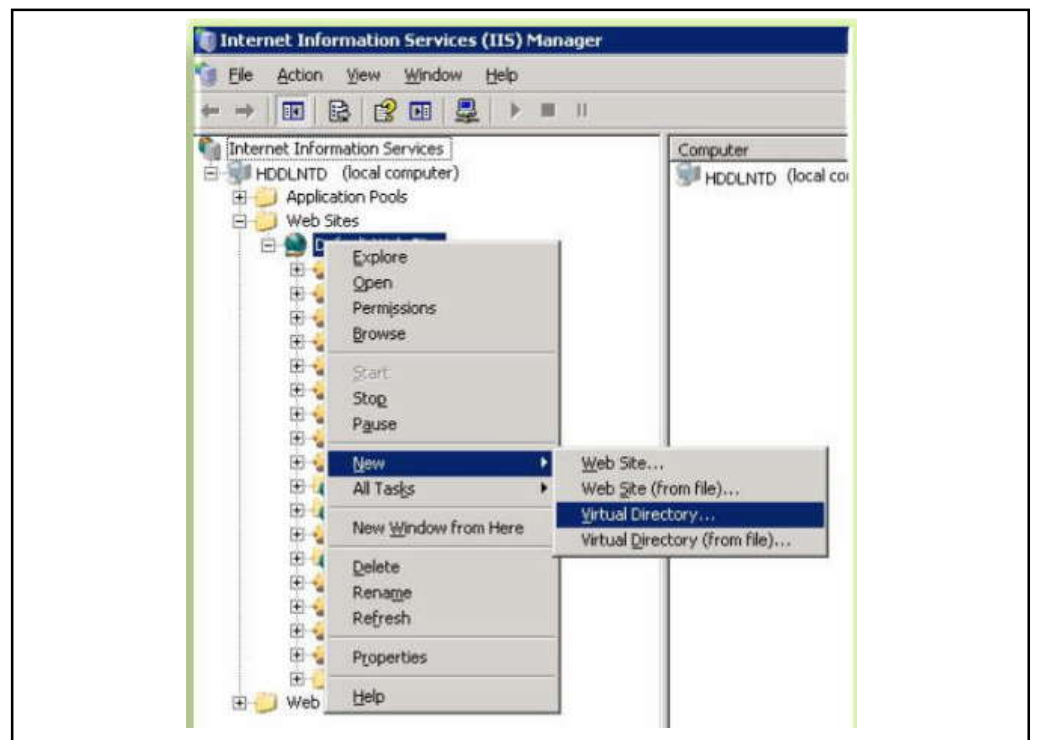 Internet Information Services (IIS) Manager
File Action View Window Help
Internet Information Services
HDDLNTD (local computer)
Application Pools
Web Sites
Explore
Open
Permissions
Browse
Start
Stop
Pause
New
All Tasks
New Window from Here
Delete
Rename
Refresh
Properties
Help
Web Site...
Web Site (from file)...
Virtual Directory...
Virtual Directory (from file)...
Web
Computer
HDDLNTD (local co